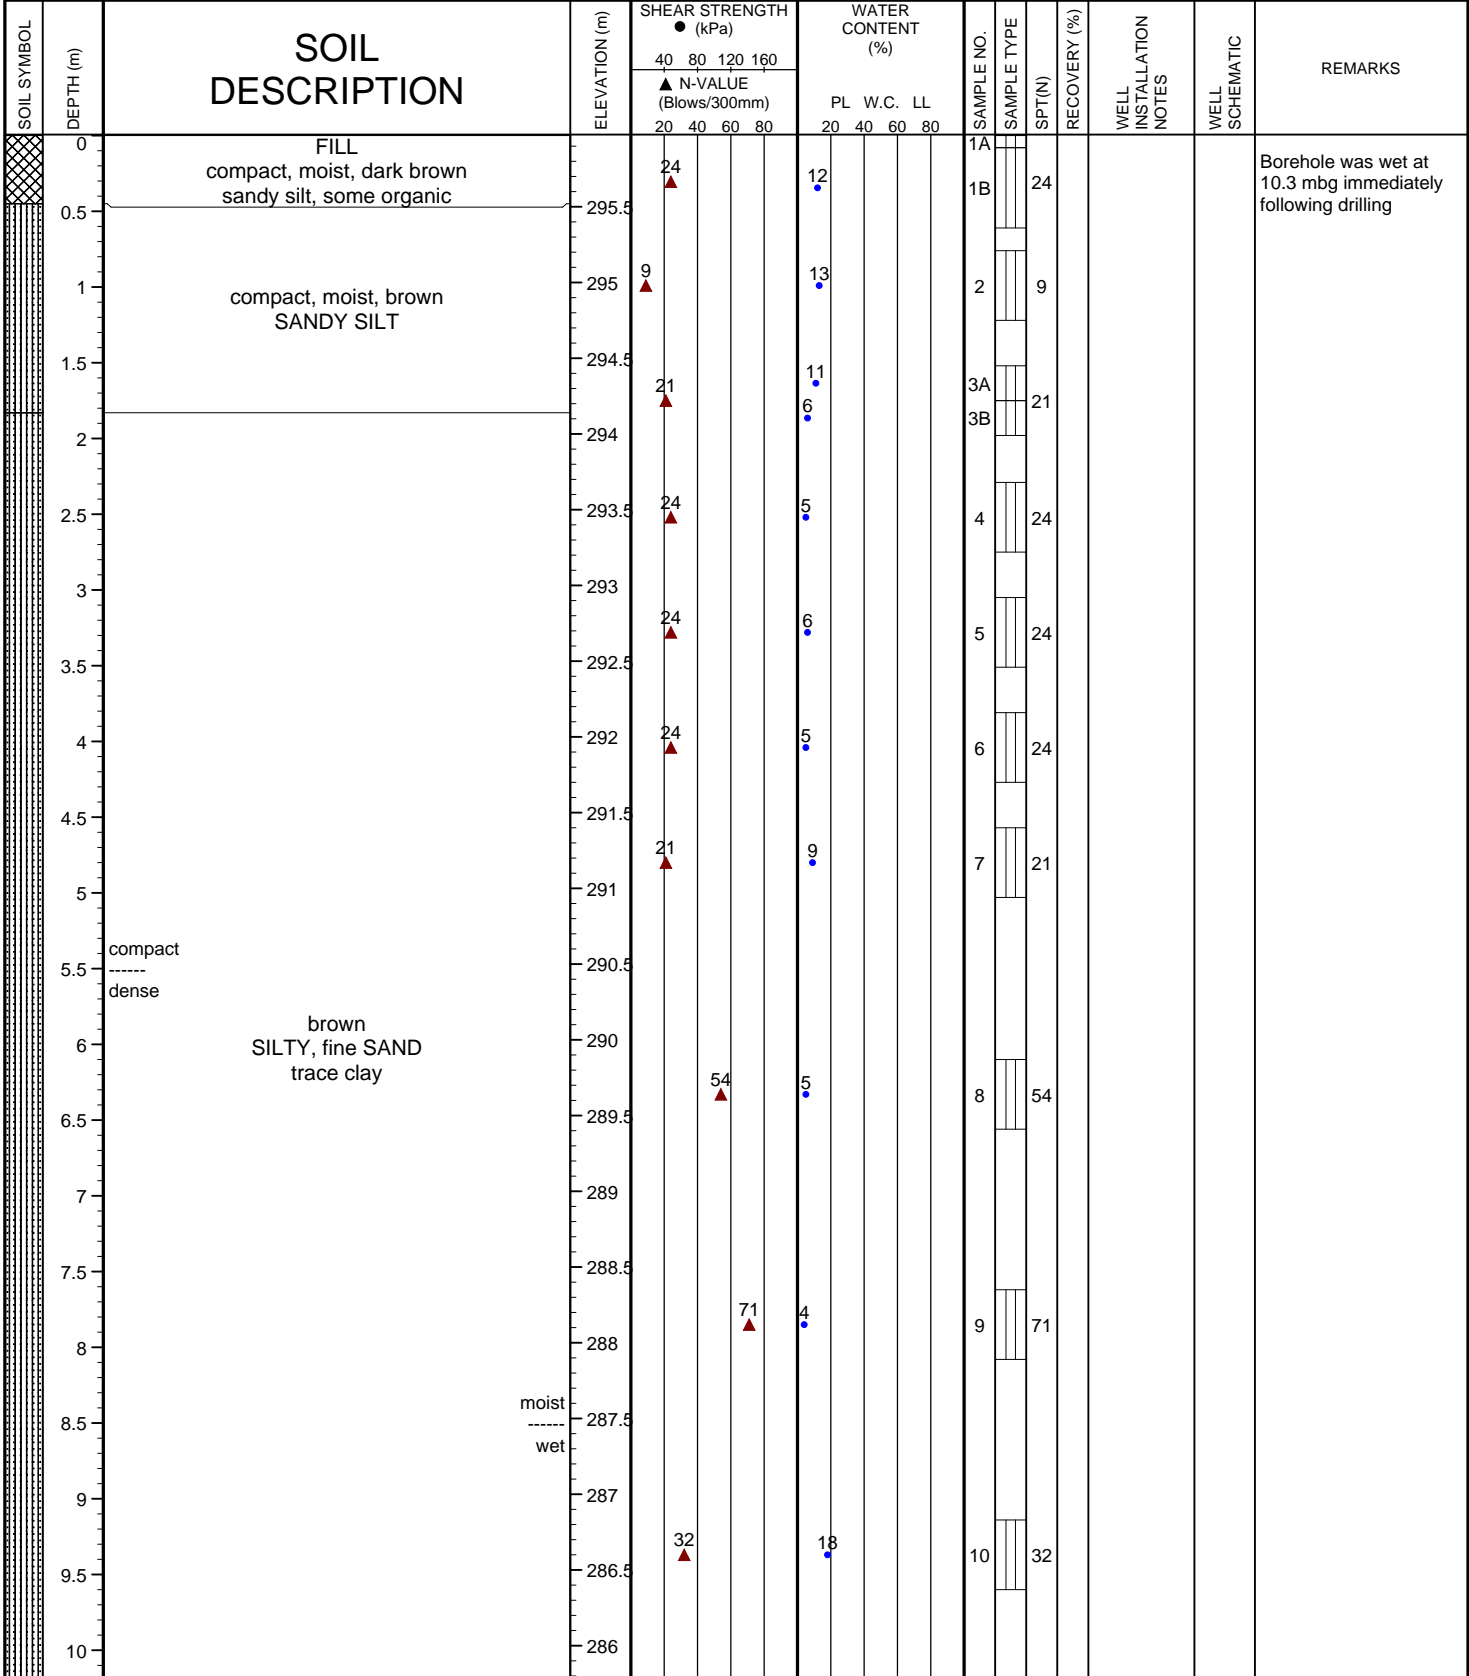 SOIL SYMBOL
DEPTH (m)
SOIL
DESCRIPTION
ELEVATION (m)
SHEAR STRENGTH
(kPa)
40 80 120 160
N-VALUE
(Blows/300mm)
20 40 60 80
WATER
CONTENT
(%)
PL W.C. LL
20 40 60 80
SAMPLE NO.
SAMPLE TYPE
SPT(N)
RECOVERY (%)
WELL
INSTALLATION
NOTES
WELL
SCHEMATIC
REMARKS
0
0.5
1
1.5
2
2.5
3
3.5
4
4.5
5
5.5
6
6.5
7
7.5
8
8.5
9
9.5
10
FILL
compact, moist, dark brown
sandy silt, some organic
compact, moist, brown
SANDY SILT
compact
------
dense
brown
SILTY, fine SAND
trace clay
moist
------
wet
295.5
295
294.5
294
293.5
293
292.5
292
291.5
291
290.5
290
289.5
289
288.5
288
287.5
287
286.5
286
24
9
21
24
24
24
21
54
71
32
12
13
11
6
5
6
5
9
5
4
18
1A
1B
2
3A
3B
4
5
6
7
8
9
10
24
9
21
24
24
24
21
54
71
32
Borehole was wet at
10.3 mbg immediately
following drilling